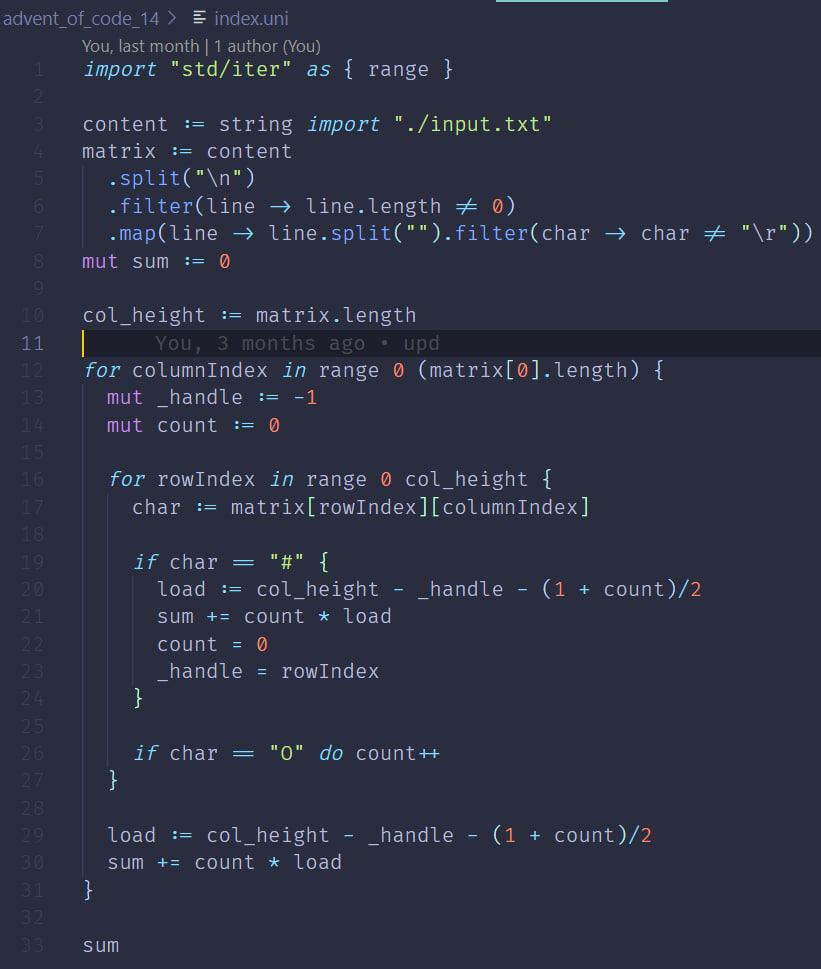 advent_of_code_14 > index.uni
You, last month | 1 author (You)
1 import "std/iter" as { range }
2
3 content := string import "./input.txt"
4 matrix := content
5 .split("\n")
6 .filter(line -> line.length != 0)
7 .map(line -> line.split("").filter(char -> char != "\r"))
8 mut sum := 0
9
10 col_height := matrix.length
11 You, 3 months ago • upd
12 for columnIndex in range 0 (matrix[0].length) {
13 mut _handle := -1
14 mut count := 0
15
16 for rowIndex in range 0 col_height {
17 char := matrix[rowIndex][columnIndex]
18
19 if char == "#" {
20 load := col_height - _handle - (1 + count)/2
21 sum += count * load
22 count = 0
23 _handle = rowIndex
24 }
25
26 if char == "O" do count++
27 }
28
29 load := col_height - _handle - (1 + count)/2
30 sum += count * load
31 }
32
33 sum